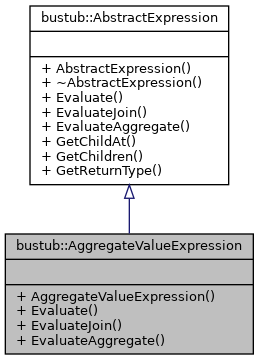 bustub::AbstractExpression
+ AbstractExpression()
+ ~AbstractExpression()
+ Evaluate()
+ EvaluateJoin()
+ EvaluateAggregate()
+ GetChildAt()
+ GetChildren()
+ GetReturnType()
bustub::AggregateValueExpression
+ AggregateValueExpression()
+ Evaluate()
+ EvaluateJoin()
+ EvaluateAggregate()